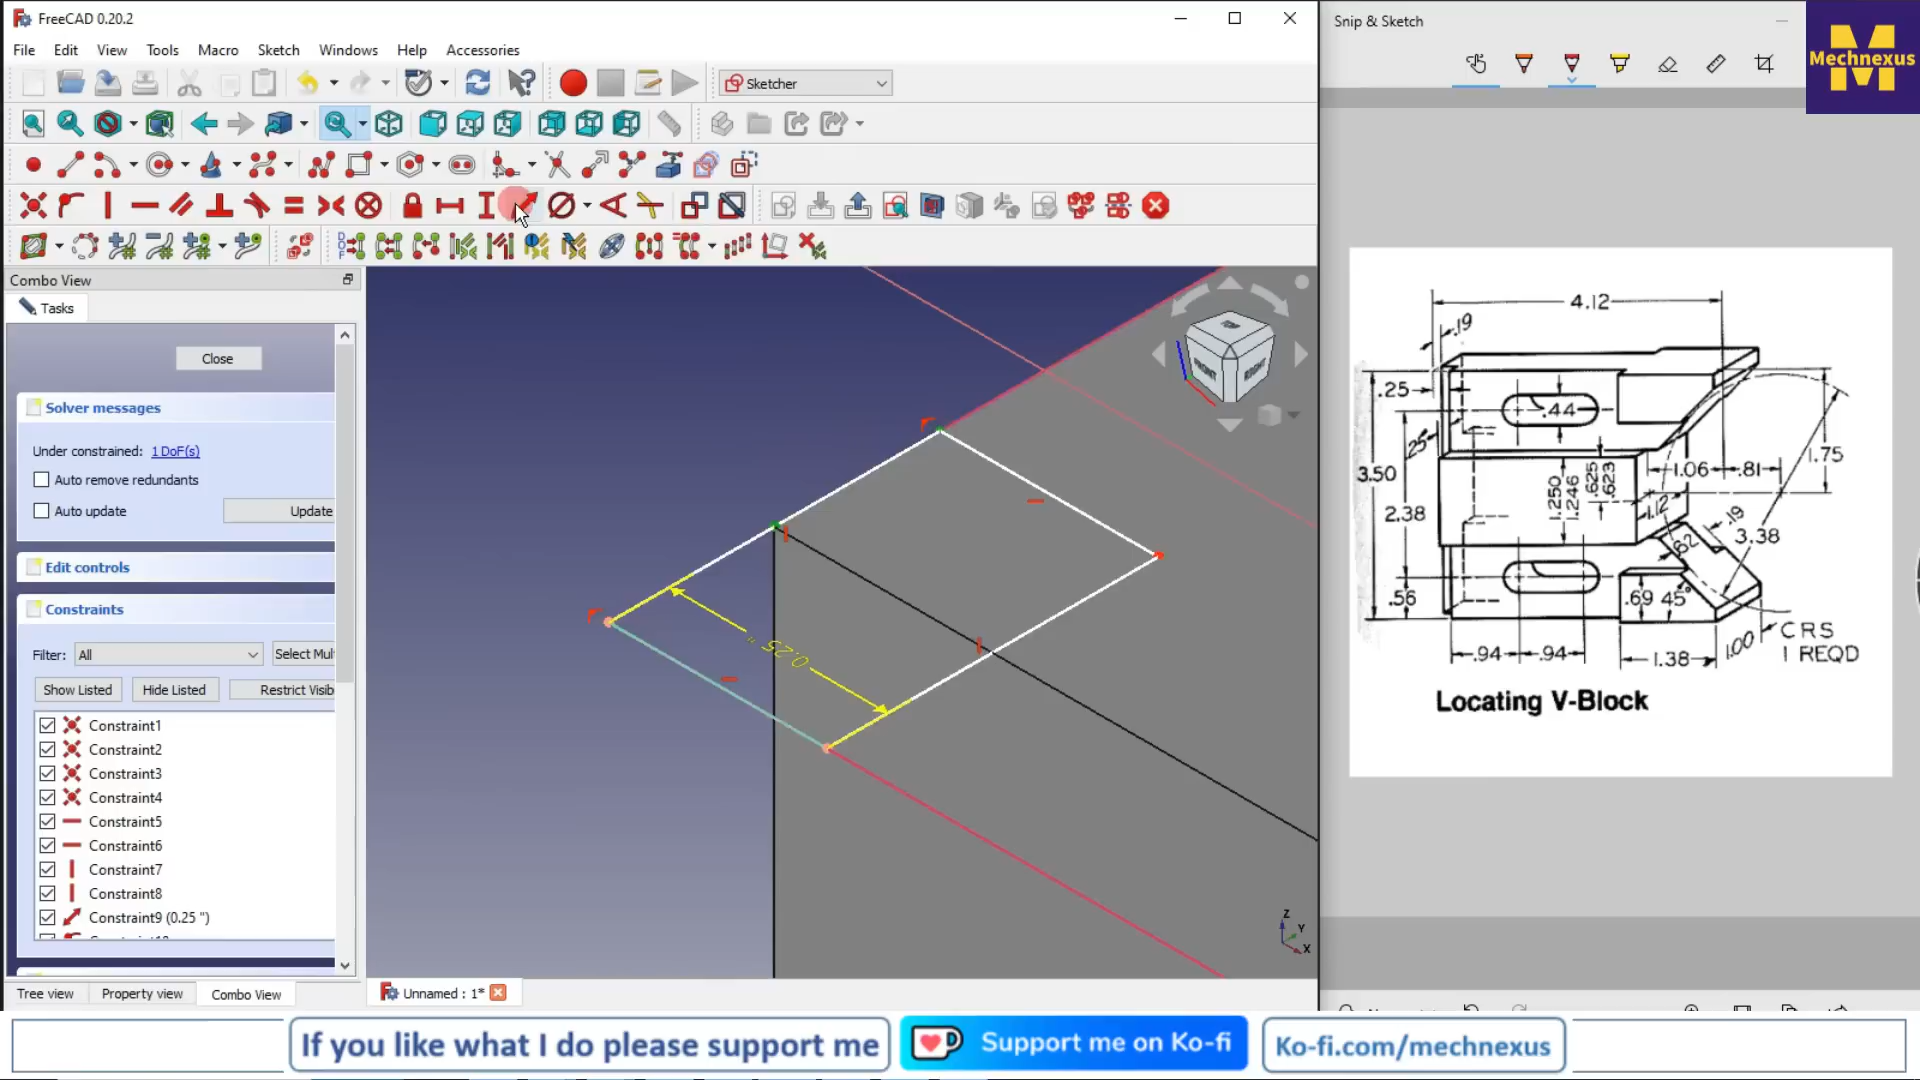 FreeCAD 0.20.2
File Edit View Tools Macro Sketch Windows Help Accessories
Sketcher
Combo View
Tasks
Close
Solver messages
Under constrained: 1 DoF(s)
Auto remove redundants
Auto update
Update
Edit controls
Constraints
Filter: All Select Mul
Show Listed Hide Listed Restrict Visib
Constraint1
Constraint2
Constraint3
Constraint4
Constraint5
Constraint6
Constraint7
Constraint8
Constraint9 (0.25 ")
Tree view Property view Combo View
0.25 "
FRONT RIGHT
Z
Y
X
Unnamed : 1*
Snip & Sketch
Mechnexus
4.12
.19
.25
.44
.25
3.50
1.06 .81
1.75
1.250
1.246
.625
.623
1.12
.19
2.38
3.38
.82
.56
.69 45°
.94 .94
1.38
1.00
CRS
1 REQD
Locating V-Block
If you like what I do please support me
Support me on Ko-fi
Ko-fi.com/mechnexus